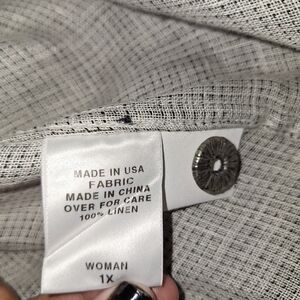 MADE IN USA
FABRIC
MADE IN CHINA
OVER FOR CARE
100% LINEN
WOMAN
1X